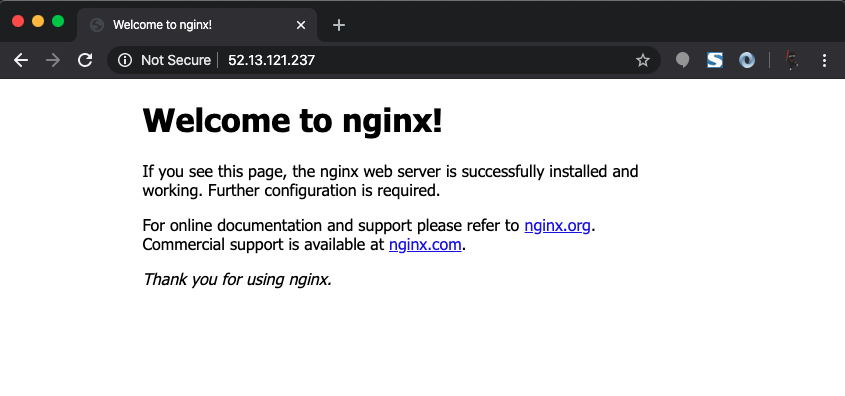 Welcome to nginx!
Not Secure
52.13.121.237
Welcome to nginx!
If you see this page, the nginx web server is successfully installed and
working. Further configuration is required.
For online documentation and support please refer to nginx.org.
Commercial support is available at nginx.com.
Thank you for using nginx.